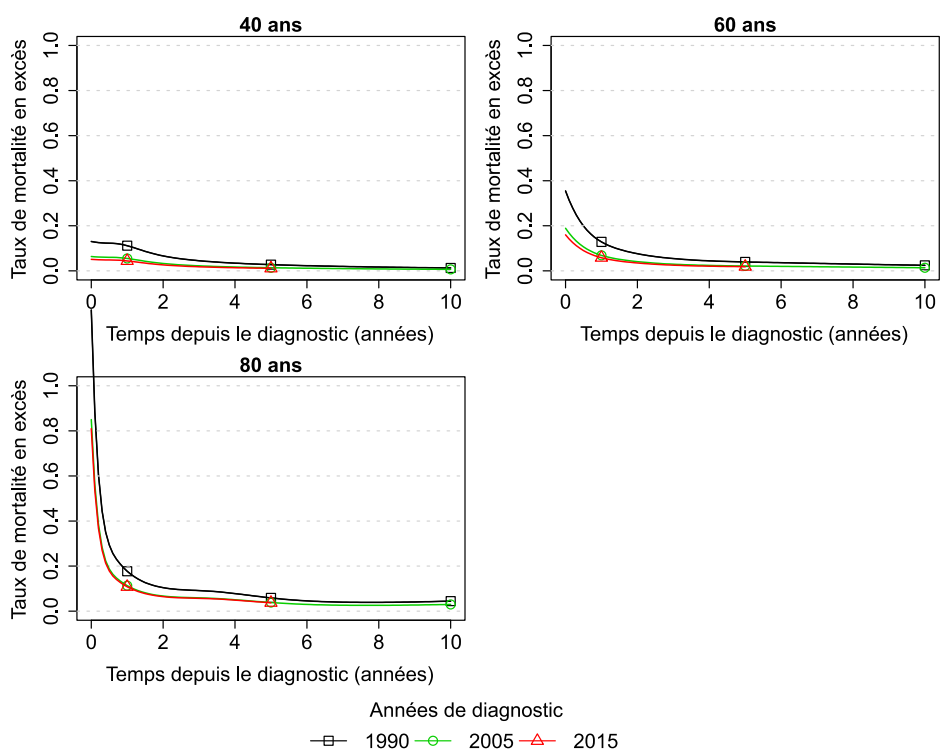 40 ans
Taux de mortalité en excès
1.0
0.8
0.6
0.4
0.2
0.0
0 2 4 6 8 10
Temps depuis le diagnostic (années)
60 ans
Taux de mortalité en excès
1.0
0.8
0.6
0.4
0.2
0.0
0 2 4 6 8 10
Temps depuis le diagnostic (années)
80 ans
Taux de mortalité en excès
1.0
0.8
0.6
0.4
0.2
0.0
0 2 4 6 8 10
Temps depuis le diagnostic (années)
Années de diagnostic
1990 2005 2015